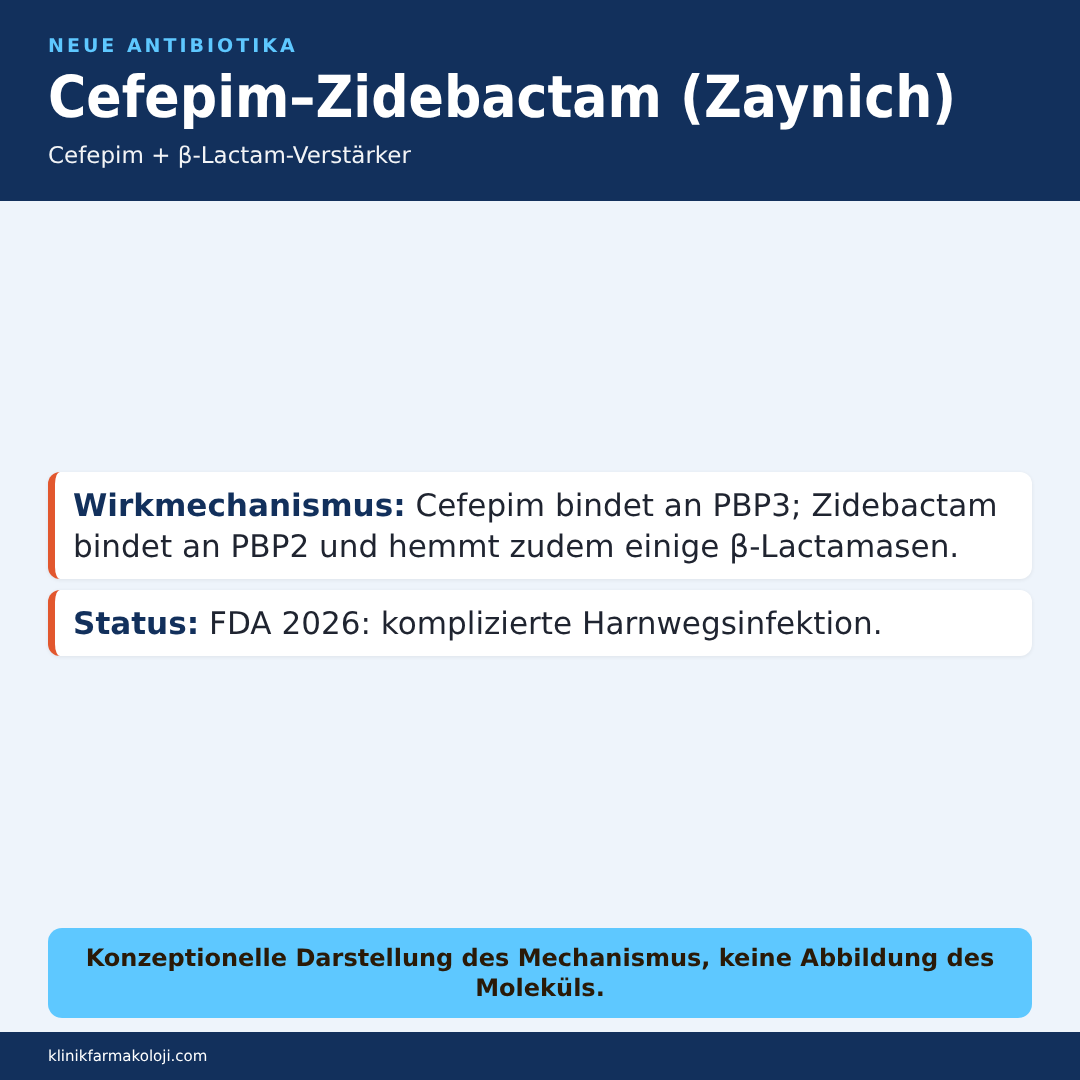 NEUE ANTIBIOTIKA
Cefepim–Zidebactam (Zaynich)
Cefepim + β-Lactam-Verstärker
Wirkmechanismus: Cefepim bindet an PBP3; Zidebactam
bindet an PBP2 und hemmt zudem einige β-Lactamasen.
Status: FDA 2026: komplizierte Harnwegsinfektion.
Konzeptionelle Darstellung des Mechanismus, keine Abbildung des
Moleküls.
klinikfarmakoloji.com